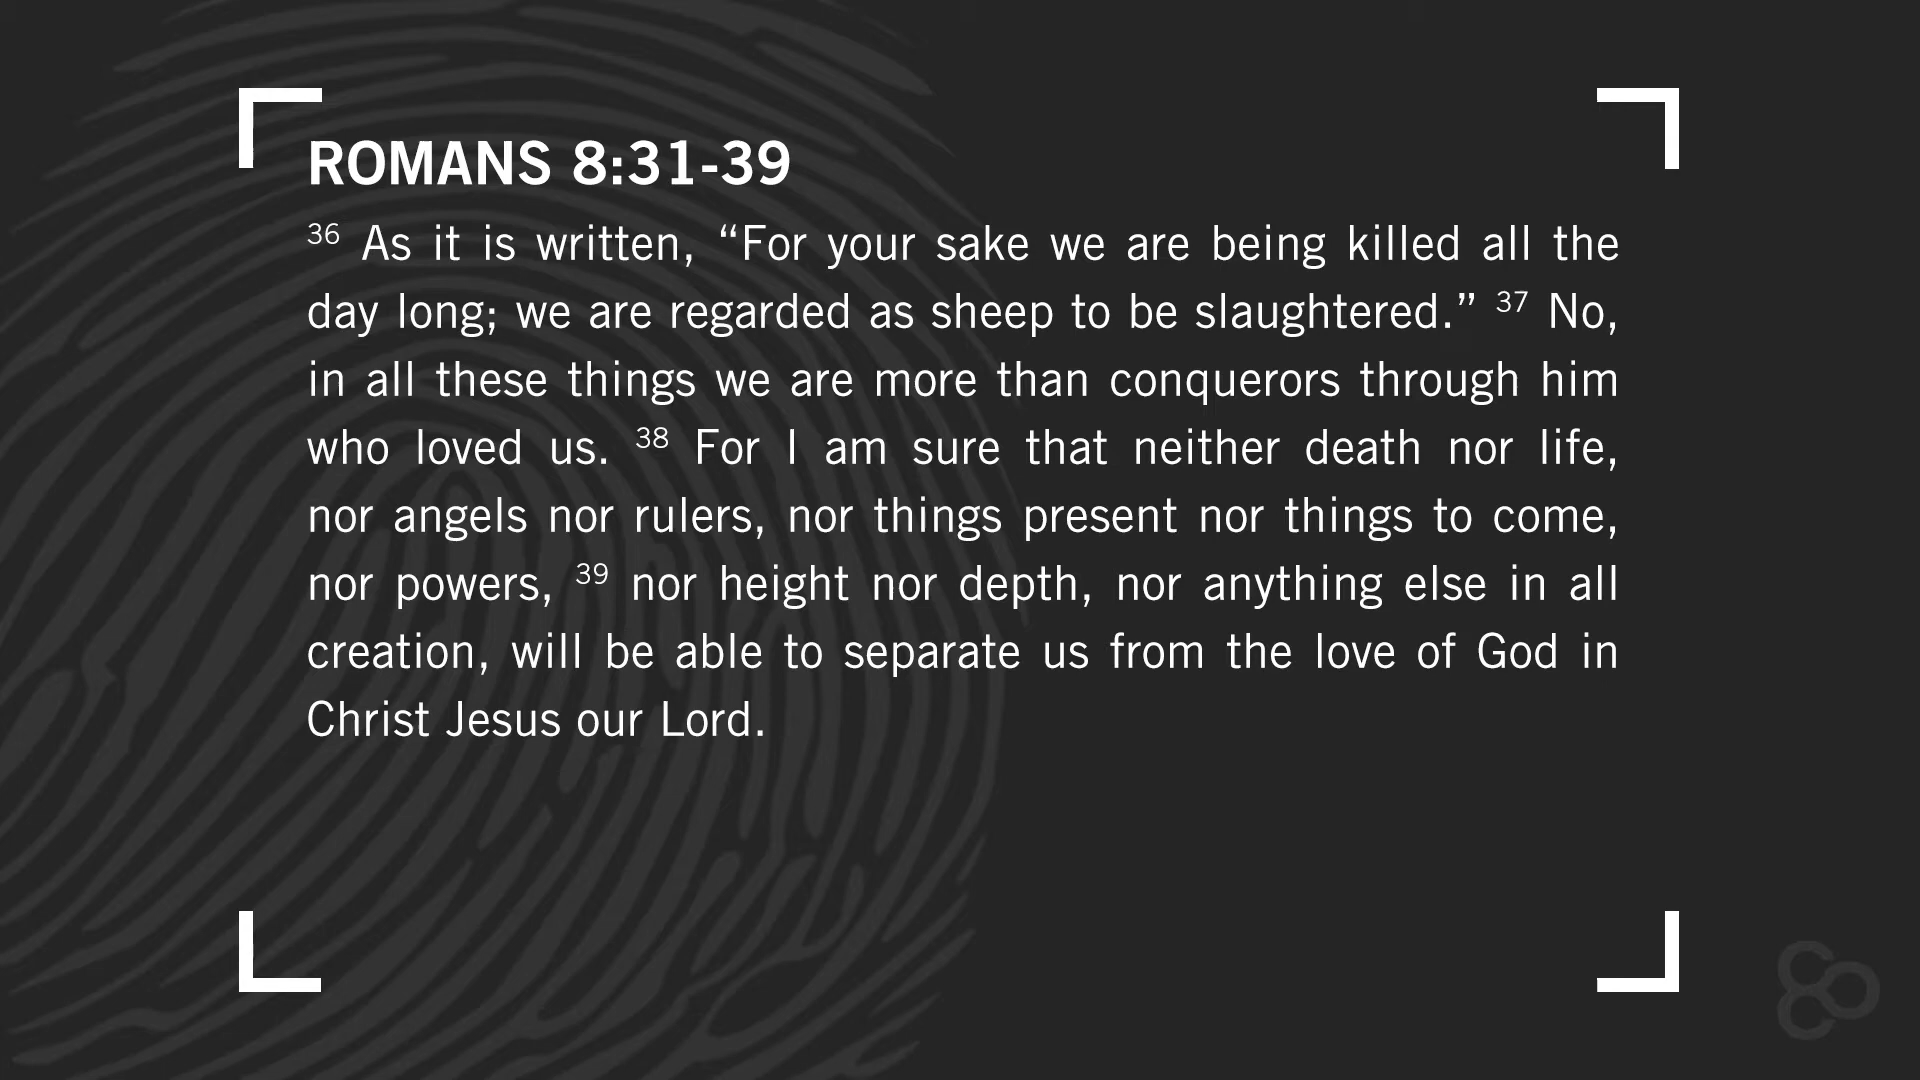 ROMANS 8:31-39
36 As it is written, “For your sake we are being killed all the
day long; we are regarded as sheep to be slaughtered.” 37 No,
in all these things we are more than conquerors through him
who loved us. 38 For I am sure that neither death nor life,
nor angels nor rulers, nor things present nor things to come,
nor powers, 39 nor height nor depth, nor anything else in all
creation, will be able to separate us from the love of God in
Christ Jesus our Lord.